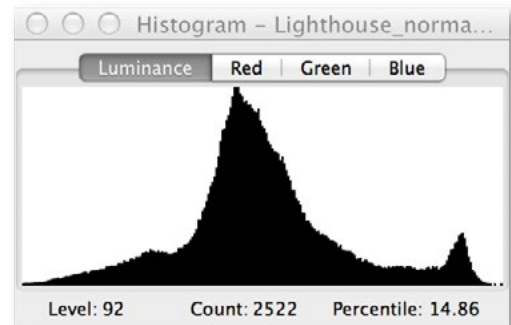 Histogram – Lighthouse_norma...
Luminance Red Green Blue
Level: 92 Count: 2522 Percentile: 14.86